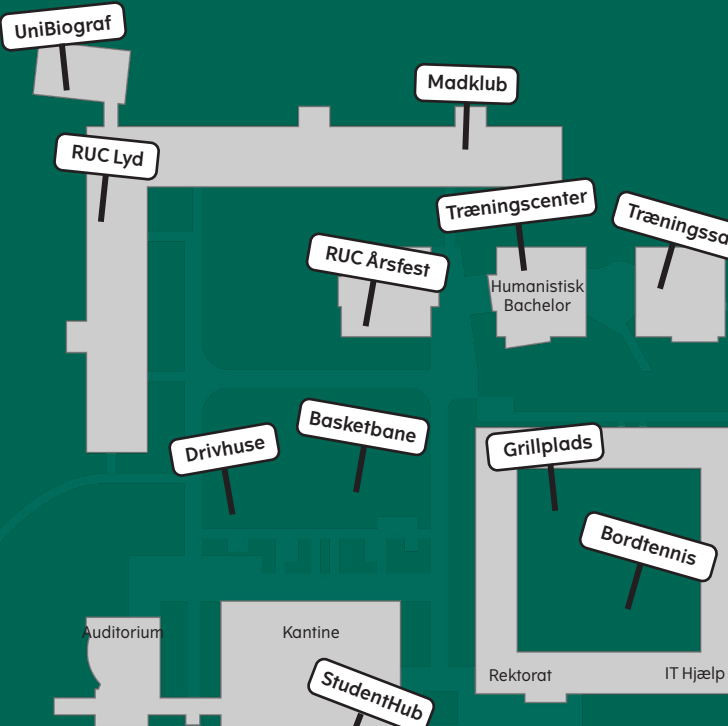 UniBiograf
Madklub
RUC Lyd
Træningscenter
RUC Årsfest
Humanistisk
Bachelor
Basketbane
Drivhuse
Grillplads
Bordtennis
Auditorium
Kantine
Rektorat
IT Hjælp
StudentHub